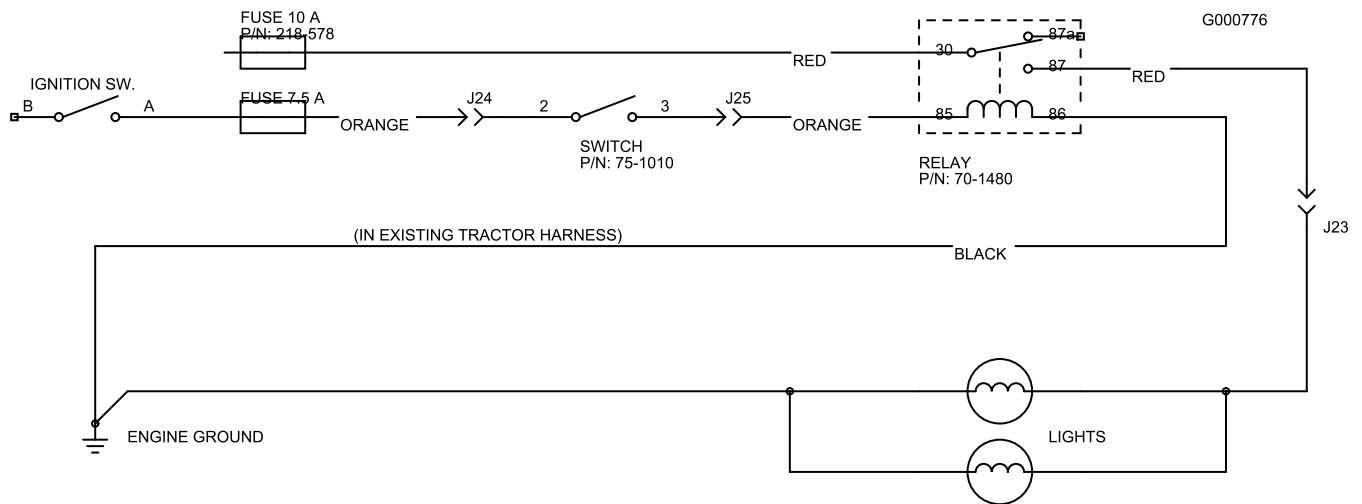 FUSE 10 A
P/N: 218-578
G000776
30
87a
87
RED
RED
IGNITION SW.
B
A
FUSE 7.5 A
ORANGE
J24
2
3
J25
ORANGE
85
86
SWITCH
P/N: 75-1010
RELAY
P/N: 70-1480
J23
(IN EXISTING TRACTOR HARNESS)
BLACK
ENGINE GROUND
LIGHTS